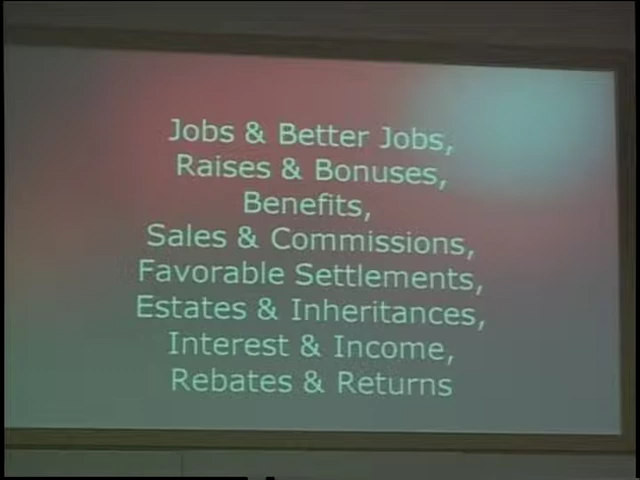 Jobs & Better Jobs,
Raises & Bonuses,
Benefits,
Sales & Commissions,
Favorable Settlements,
Estates & Inheritances,
Interest & Income,
Rebates & Returns